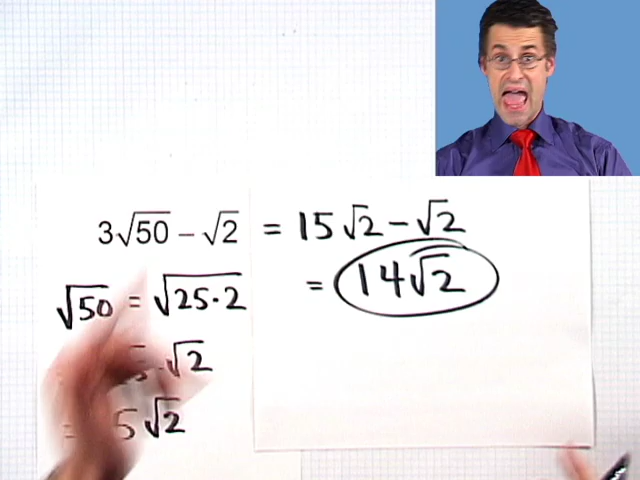 3√50 − √2 = 15√2 − √2
= 14√2
√50 = √25·2
√2
= 5√2